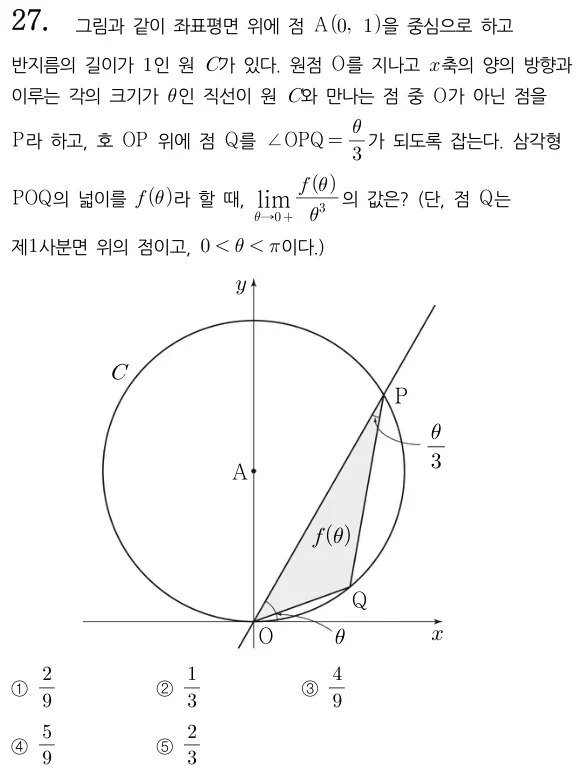 27. 그림과 같이 좌표평면 위에 점 A(0, 1)을 중심으로 하고
반지름의 길이가 1인 원 C가 있다. 원점 O를 지나고 x축의 양의 방향과
이루는 각의 크기가 θ인 직선이 원 C와 만나는 점 중 O가 아닌 점을
P라 하고, 호 OP 위에 점 Q를 ∠OPQ = θ/3가 되도록 잡는다. 삼각형
POQ의 넓이를 f(θ)라 할 때, lim θ→0+ f(θ)/θ³의 값은? (단, 점 Q는
제1사분면 위의 점이고, 0 < θ < π이다.)
y
C
P
θ/3
A
f(θ)
Q
O
θ
x
① 2/9 ② 1/3 ③ 4/9
④ 5/9 ⑤ 2/3